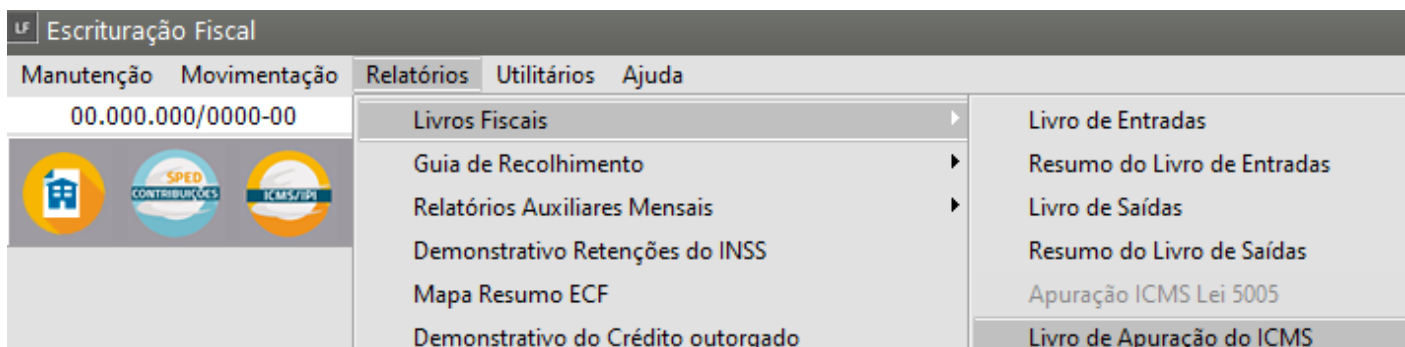 LF Escrituração Fiscal
Manutenção Movimentação Relatórios Utilitários Ajuda
00.000.000/0000-00
SPED
CONTRIBUIÇÕES
ICMS/IPI
Livros Fiscais
Guia de Recolhimento
Relatórios Auxiliares Mensais
Demonstrativo Retenções do INSS
Mapa Resumo ECF
Demonstrativo do Crédito outorgado
Livro de Entradas
Resumo do Livro de Entradas
Livro de Saídas
Resumo do Livro de Saídas
Apuração ICMS Lei 5005
Livro de Apuração do ICMS